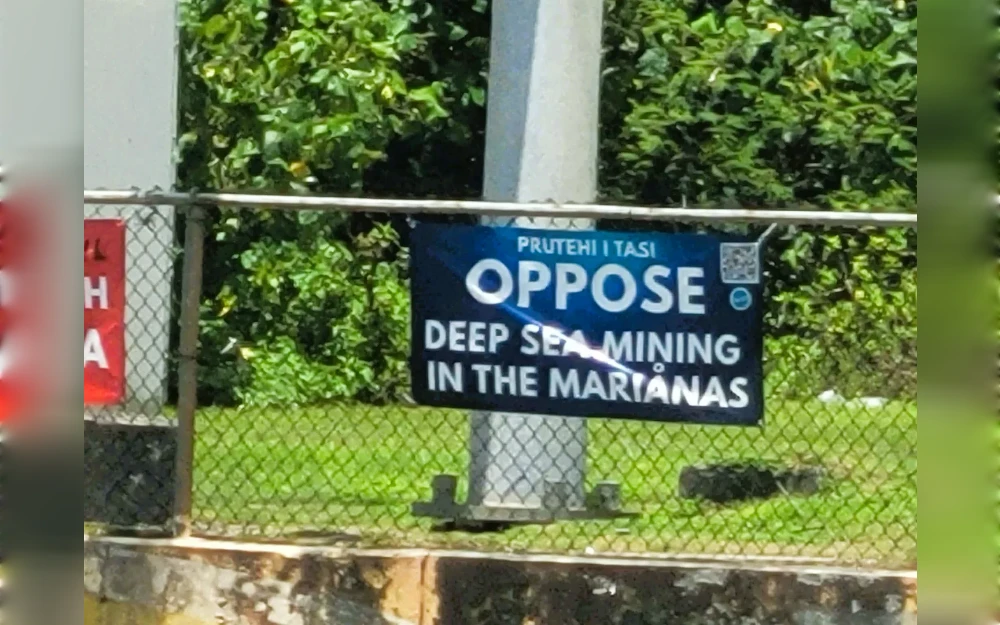 PRUTEHI I TASI
OPPOSE
DEEP SEA MINING
IN THE MARIÅNAS
H
A